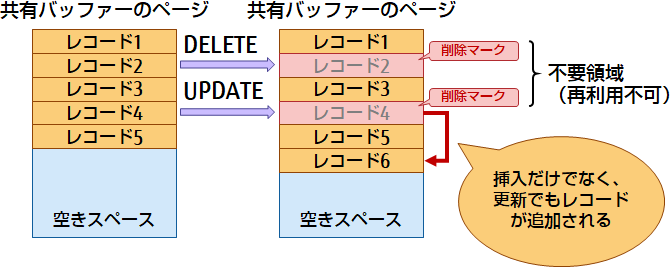 共有バッファーのページ
レコード1
レコード2
レコード3
レコード4
レコード5
空きスペース
DELETE
UPDATE
共有バッファーのページ
レコード1
レコード2
レコード3
レコード4
レコード5
レコード6
空きスペース
削除マーク
削除マーク
不要領域
(再利用不可)
挿入だけでなく、
更新でもレコード
が追加される